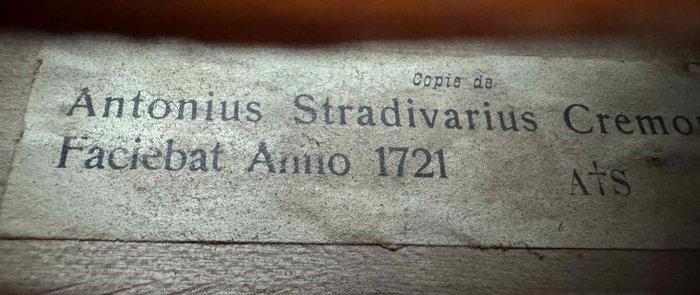 Copie de
Antonius Stradivarius Cremo
Faciebat Anno 1721
A†S